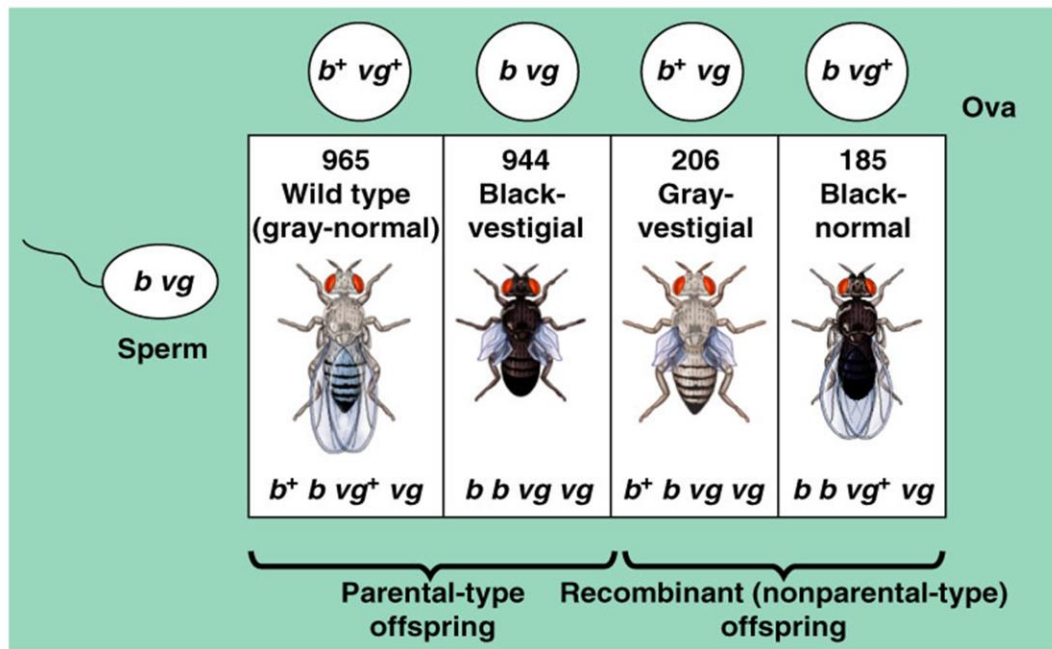 b⁺ vg⁺
b vg
b⁺ vg
b vg⁺
Ova
965
Wild type
(gray-normal)
944
Black-
vestigial
206
Gray-
vestigial
185
Black-
normal
b vg
Sperm
b⁺ b vg⁺ vg
b b vg vg
b⁺ b vg vg
b b vg⁺ vg
Parental-type
offspring
Recombinant (nonparental-type)
offspring